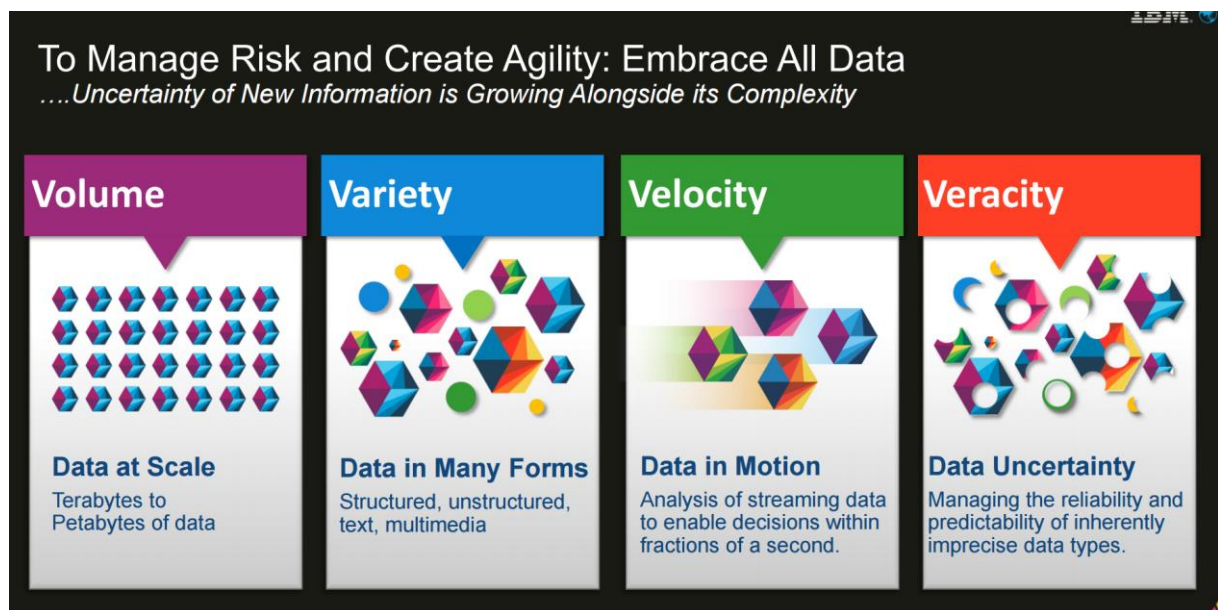 IBM.
To Manage Risk and Create Agility: Embrace All Data
….Uncertainty of New Information is Growing Alongside its Complexity
Volume
Data at Scale
Terabytes to
Petabytes of data
Variety
Data in Many Forms
Structured, unstructured,
text, multimedia
Velocity
Data in Motion
Analysis of streaming data
to enable decisions within
fractions of a second.
Veracity
Data Uncertainty
Managing the reliability and
predictability of inherently
imprecise data types.